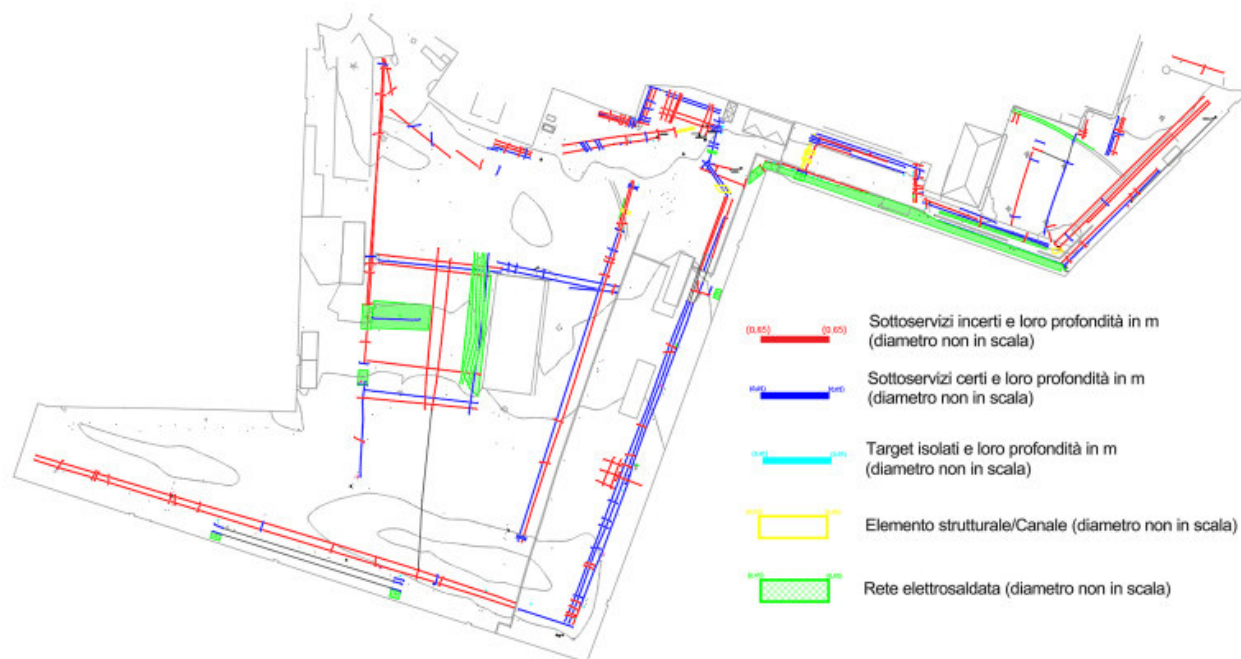 (0,65) (0,65)
Sottoservizi incerti e loro profondità in m
(diametro non in scala)
Sottoservizi certi e loro profondità in m
(diametro non in scala)
Target isolati e loro profondità in m
(diametro non in scala)
Elemento strutturale/Canale (diametro non in scala)
Rete elettrosaldata (diametro non in scala)